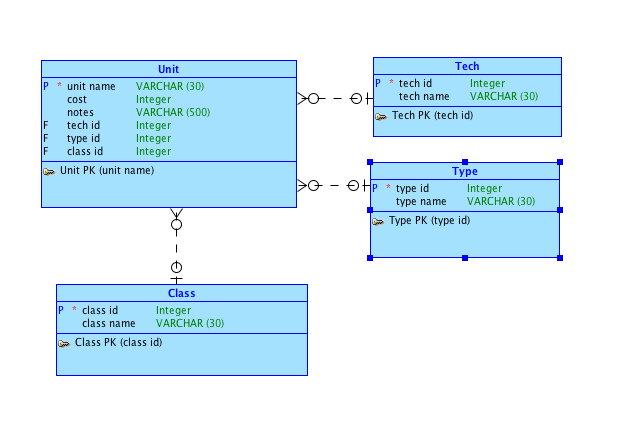 Unit
P * unit name VARCHAR (30)
cost Integer
notes VARCHAR (500)
F tech id Integer
F type id Integer
F class id Integer
Unit PK (unit name)
Tech
P * tech id Integer
tech name VARCHAR (30)
Tech PK (tech id)
Type
P * type id Integer
type name VARCHAR (30)
Type PK (type id)
Class
P * class id Integer
class name VARCHAR (30)
Class PK (class id)